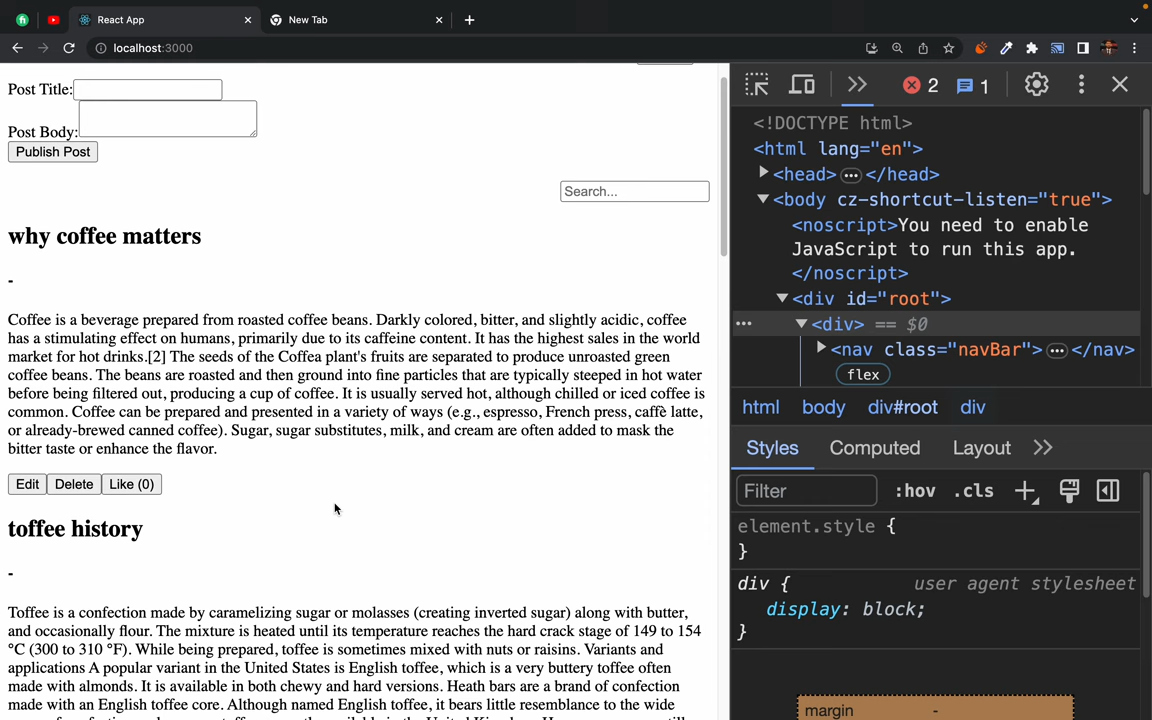 React App
New Tab
localhost:3000
Post Title:
Post Body:
Publish Post
Search...
why coffee matters
-
Coffee is a beverage prepared from roasted coffee beans. Darkly colored, bitter, and slightly acidic, coffee
has a stimulating effect on humans, primarily due to its caffeine content. It has the highest sales in the world
market for hot drinks.[2] The seeds of the Coffea plant's fruits are separated to produce unroasted green
coffee beans. The beans are roasted and then ground into fine particles that are typically steeped in hot water
before being filtered out, producing a cup of coffee. It is usually served hot, although chilled or iced coffee is
common. Coffee can be prepared and presented in a variety of ways (e.g., espresso, French press, caffè latte,
or already-brewed canned coffee). Sugar, sugar substitutes, milk, and cream are often added to mask the
bitter taste or enhance the flavor.
Edit Delete Like (0)
toffee history
-
Toffee is a confection made by caramelizing sugar or molasses (creating inverted sugar) along with butter,
and occasionally flour. The mixture is heated until its temperature reaches the hard crack stage of 149 to 154
°C (300 to 310 °F). While being prepared, toffee is sometimes mixed with nuts or raisins. Variants and
applications A popular variant in the United States is English toffee, which is a very buttery toffee often
made with almonds. It is available in both chewy and hard versions. Heath bars are a brand of confection
made with an English toffee core. Although named English toffee, it bears little resemblance to the wide
2 1
<!DOCTYPE html>
<html lang="en">
<head> … </head>
<body cz-shortcut-listen="true">
<noscript>You need to enable
JavaScript to run this app.
</noscript>
<div id="root">
… <div> == $0
<nav class="navBar"> … </nav>
flex
html body div#root div
Styles Computed Layout
Filter :hov .cls
element.style {
}
div { user agent stylesheet
display: block;
}
margin -